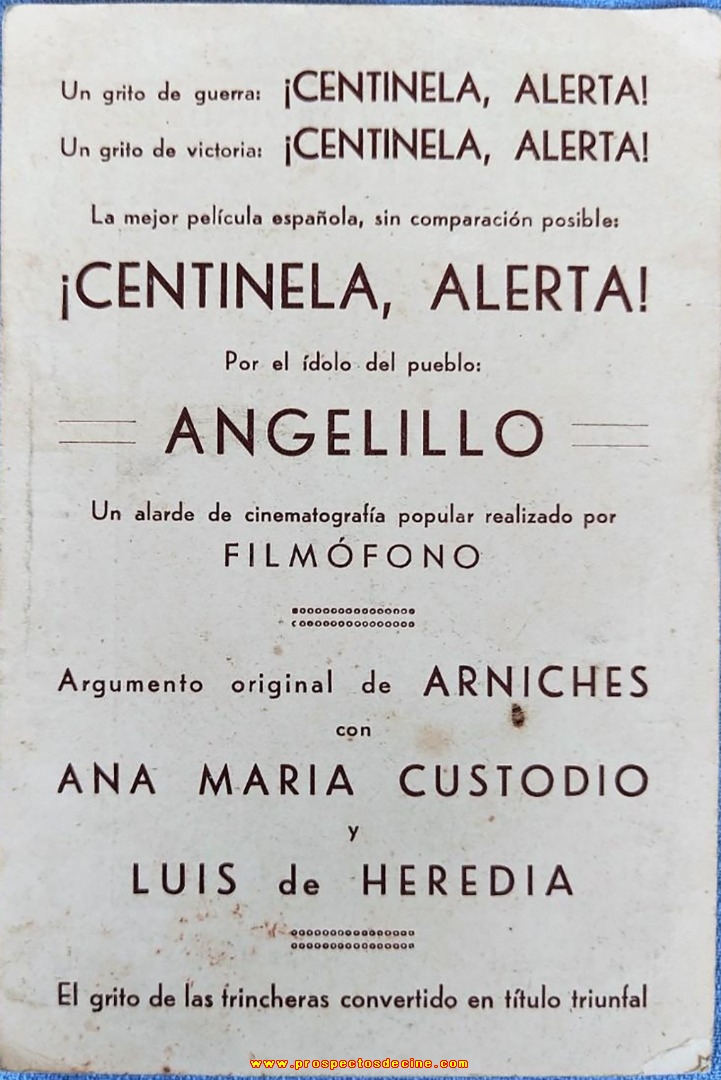 Un grito de guerra: ¡CENTINELA, ALERTA!
Un grito de victoria: ¡CENTINELA, ALERTA!
La mejor película española, sin comparación posible:
¡CENTINELA, ALERTA!
Por el ídolo del pueblo:
ANGELILLO
Un alarde de cinematografía popular realizado por
FILMÓFONO
Argumento original de ARNICHES
con
ANA MARIA CUSTODIO
y
LUIS de HEREDIA
El grito de las trincheras convertido en título triunfal
www.prospectosdecine.com